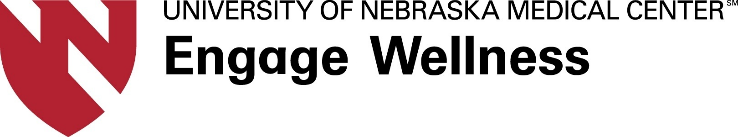 UNIVERSITY OF NEBRASKA MEDICAL CENTER℠
Engage Wellness